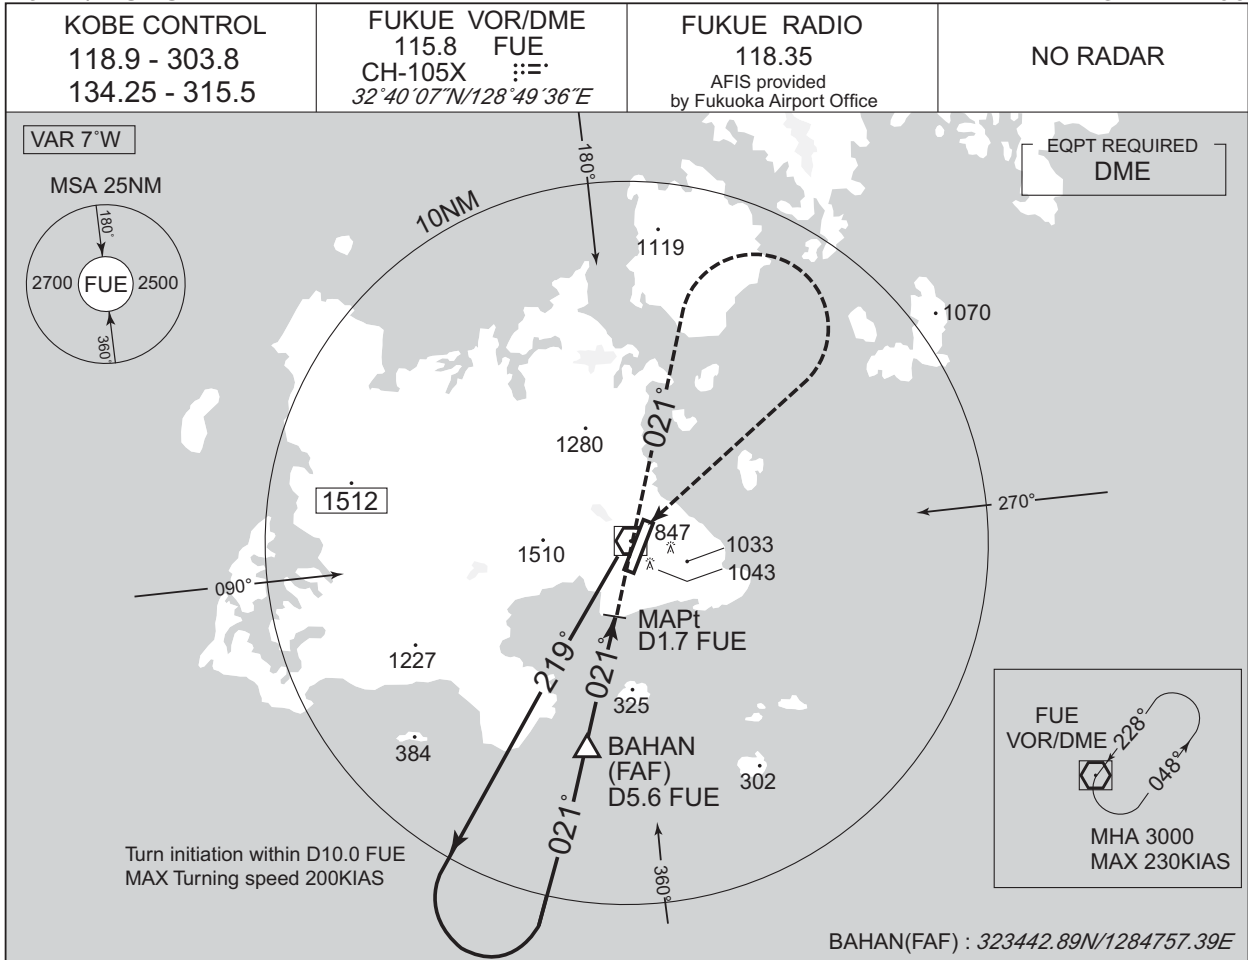 KOBE CONTROL
118.9 - 303.8
134.25 - 315.5
FUKUE VOR/DME
115.8 FUE
CH-105X
32°40′07″N/128°49′36″E
FUKUE RADIO
118.35
AFIS provided
by Fukuoka Airport Office
NO RADAR
VAR 7°W
MSA 25NM
180°
2700 FUE 2500
360°
10NM
180°
EQPT REQUIRED
DME
1119
1070
021°
1280
1512
270°
847
1510
1033
1043
090°
MAPt
D1.7 FUE
219°
021°
1227
325
384
BAHAN
(FAF)
D5.6 FUE
302
021°
360°
Turn initiation within D10.0 FUE
MAX Turning speed 200KIAS
FUE
VOR/DME
228°
048°
MHA 3000
MAX 230KIAS
BAHAN(FAF) : 323442.89N/1284757.39E